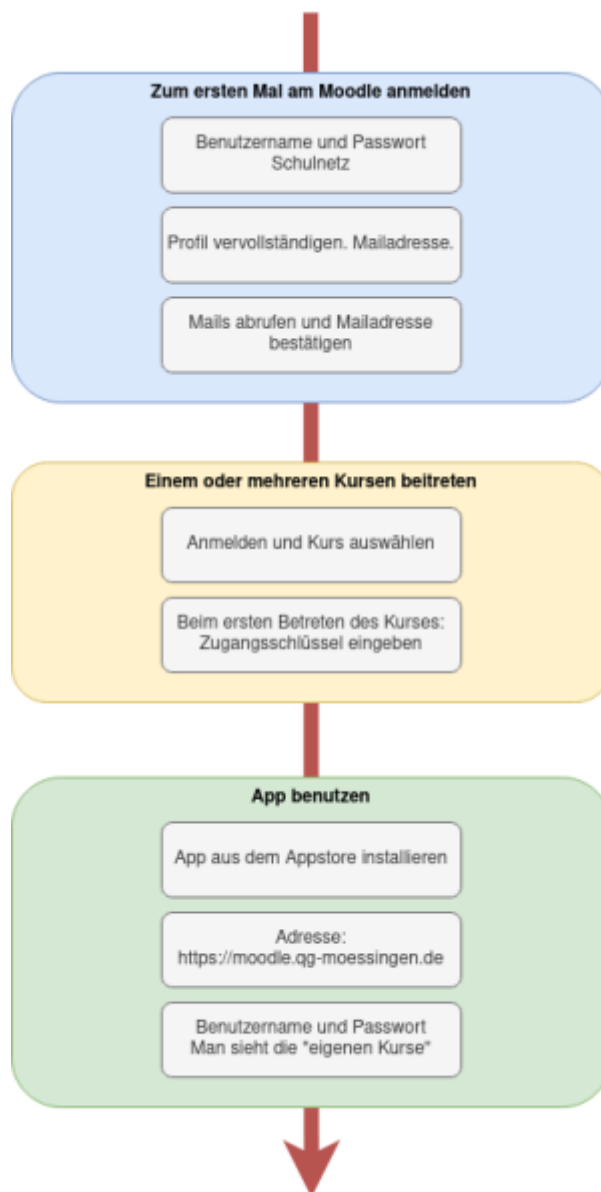 Zum ersten Mal am Moodle anmelden
Benutzername und Passwort
Schulnetz
Profil vervollständigen. Mailadresse.
Mails abrufen und Mailadresse
bestätigen
Einem oder mehreren Kursen beitreten
Anmelden und Kurs auswählen
Beim ersten Betreten des Kurses:
Zugangsschlüssel eingeben
App benutzen
App aus dem Appstore installieren
Adresse:
https://moodle.qg-moessingen.de
Benutzername und Passwort
Man sieht die "eigenen Kurse"